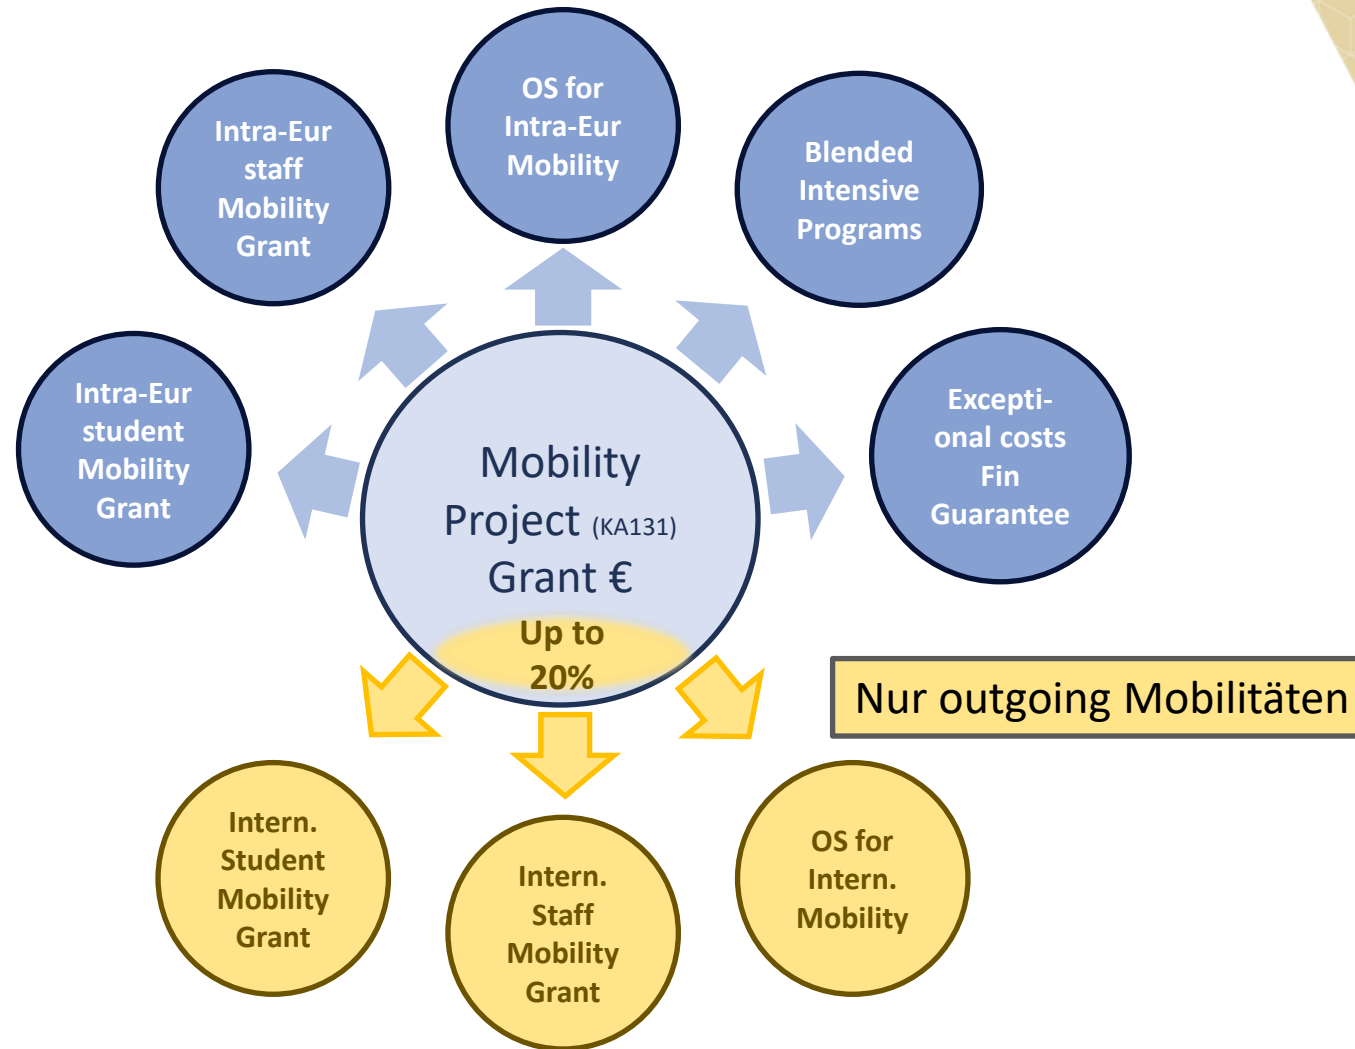 OS for
Intra-Eur
Mobility
Intra-Eur
staff
Mobility
Grant
Blended
Intensive
Programs
Intra-Eur
student
Mobility
Grant
Excepti-
onal costs
Fin
Guarantee
Mobility
Project (KA131)
Grant €
Up to
20%
Nur outgoing Mobilitäten
Intern.
Student
Mobility
Grant
Intern.
Staff
Mobility
Grant
OS for
Intern.
Mobility